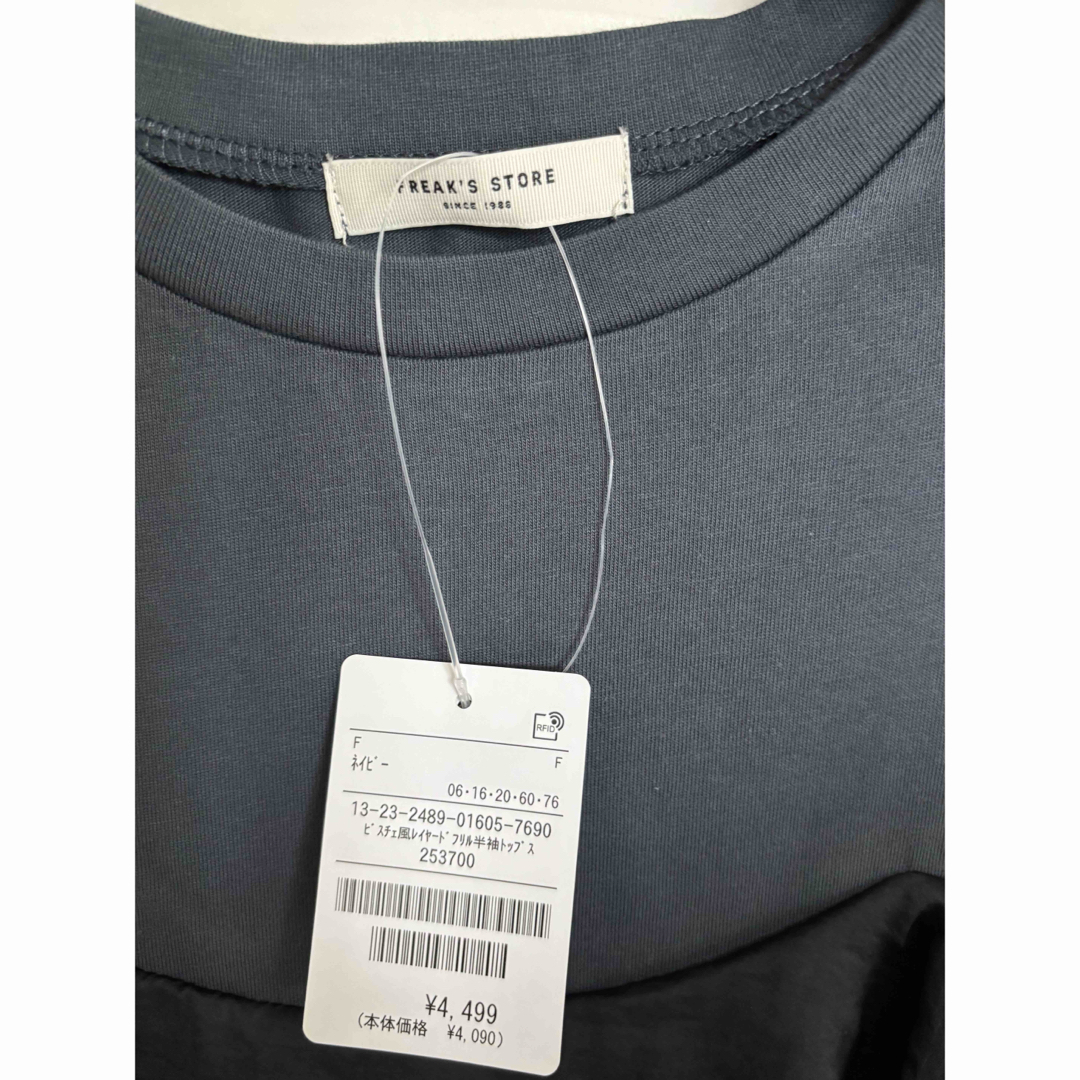 FREAK'S STORE
SINCE 1986
RFID
F
ﾈｲﾋﾞｰ F
06・16・20・60・76
13-23-2489-01605-7690
ﾋﾞｽﾁｪ風ﾚｲﾔｰﾄﾞﾌﾘﾙ半袖ﾄｯﾌﾟｽ
253700
¥4,499
(本体価格 ¥4,090)